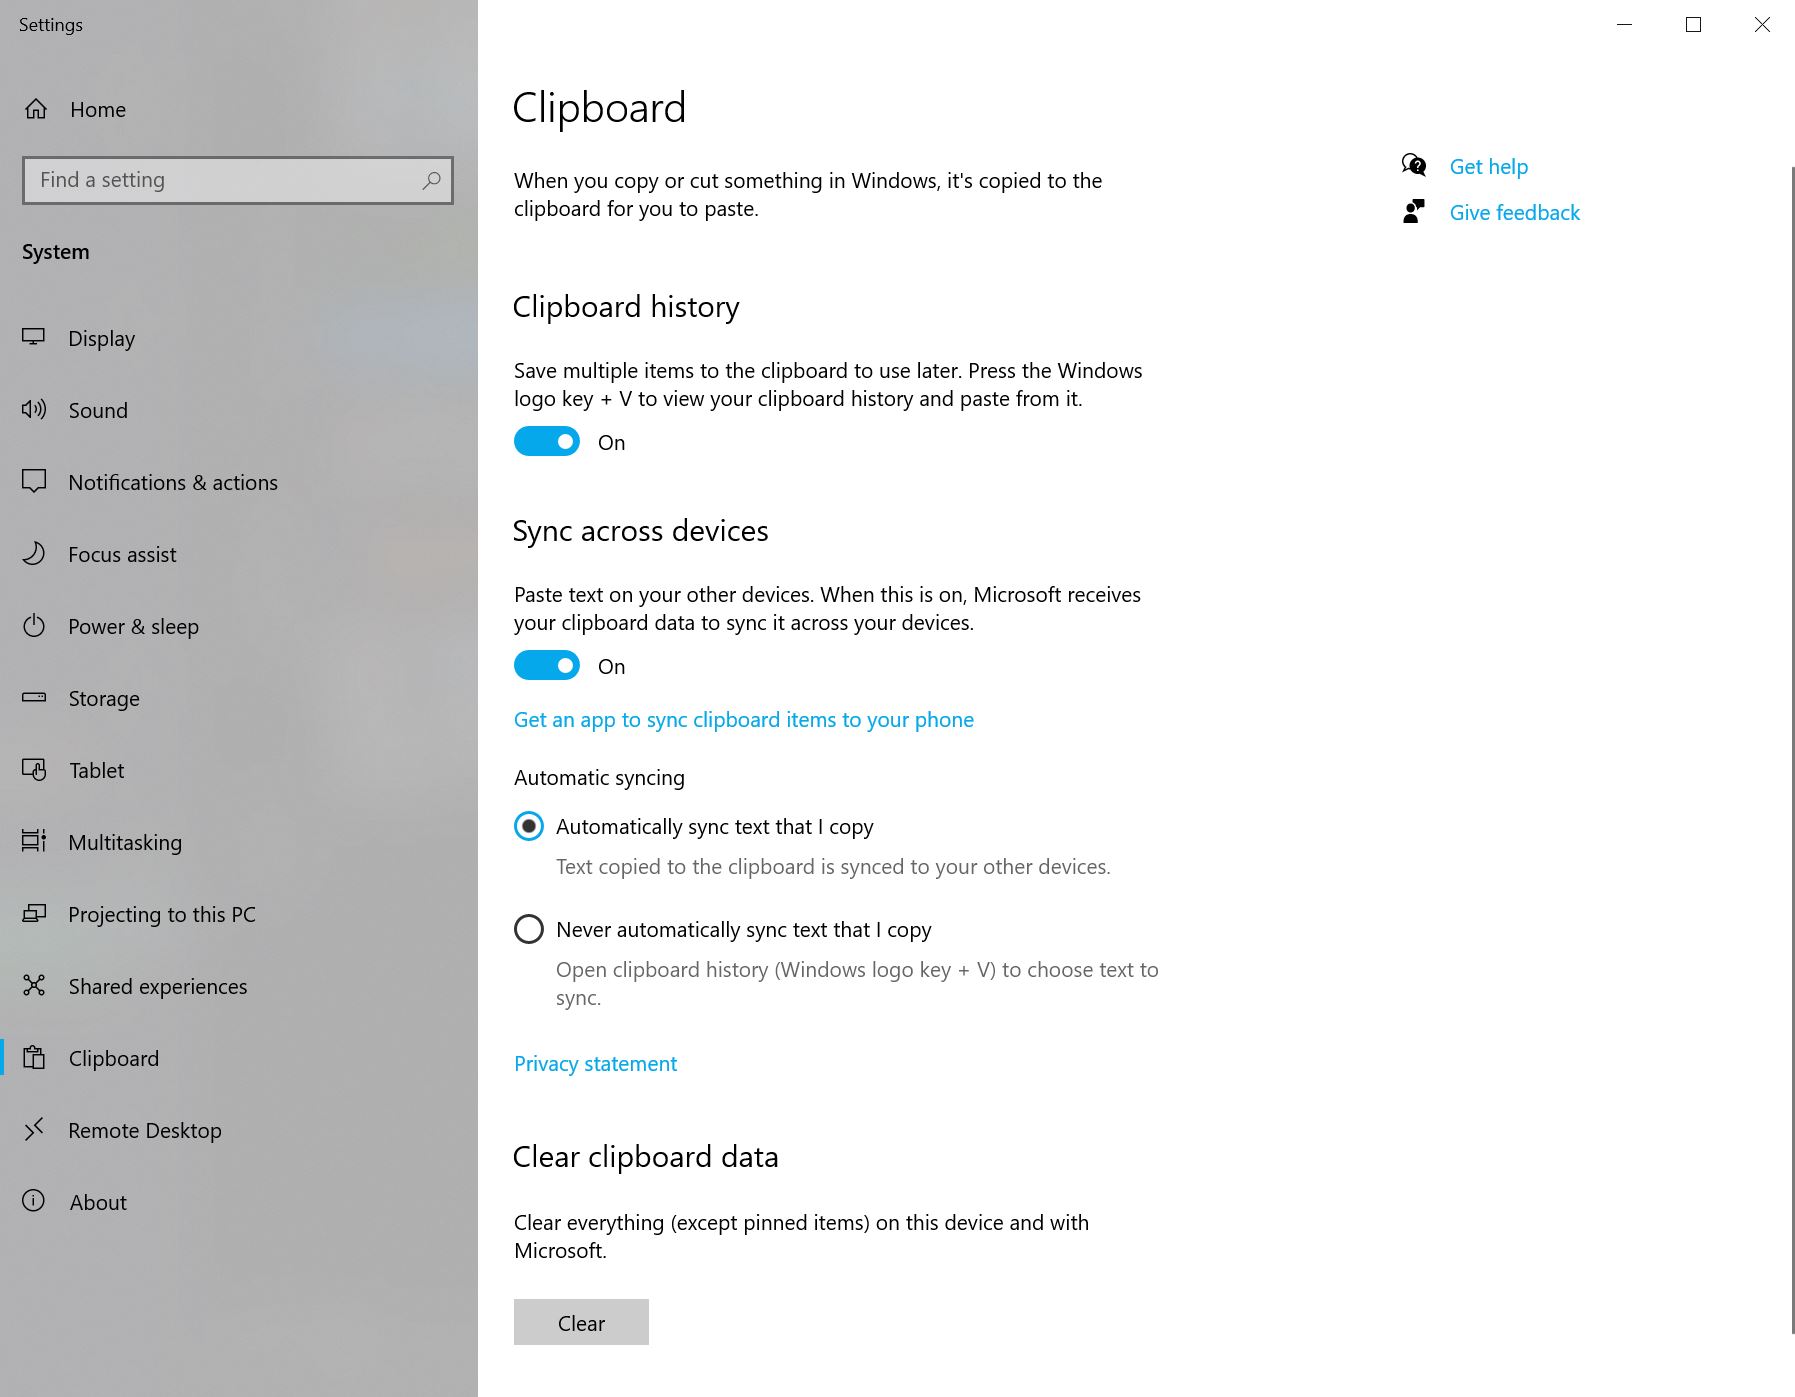 Settings
Home
Find a setting
System
Display
Sound
Notifications & actions
Focus assist
Power & sleep
Storage
Tablet
Multitasking
Projecting to this PC
Shared experiences
Clipboard
Remote Desktop
About
Clipboard
When you copy or cut something in Windows, it's copied to the
clipboard for you to paste.
Clipboard history
Save multiple items to the clipboard to use later. Press the Windows
logo key + V to view your clipboard history and paste from it.
On
Sync across devices
Paste text on your other devices. When this is on, Microsoft receives
your clipboard data to sync it across your devices.
On
Get an app to sync clipboard items to your phone
Automatic syncing
Automatically sync text that I copy
Text copied to the clipboard is synced to your other devices.
Never automatically sync text that I copy
Open clipboard history (Windows logo key + V) to choose text to
sync.
Privacy statement
Clear clipboard data
Clear everything (except pinned items) on this device and with
Microsoft.
Clear
Get help
Give feedback